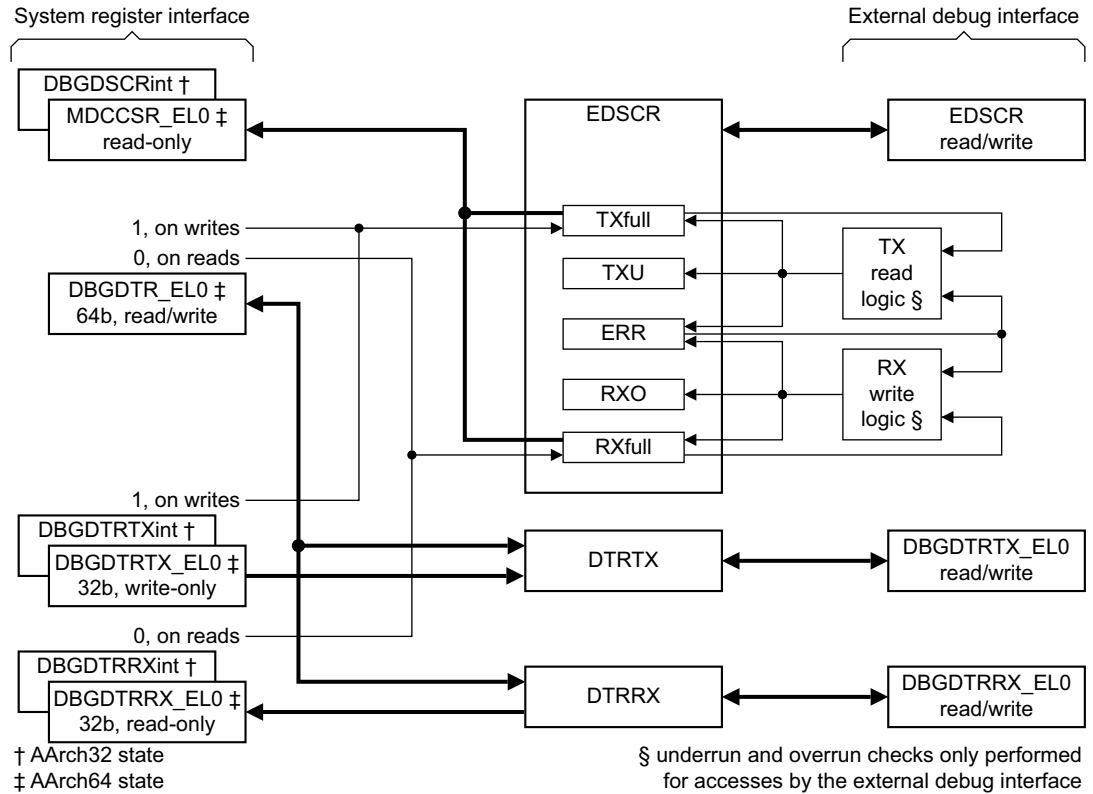 System register interface
External debug interface
DBGDSCRint †
MDCCSR_EL0 ‡
read-only
EDSCR
EDSCR
read/write
TXfull
1, on writes
0, on reads
TXU
TX
read
logic §
DBGDTR_EL0 ‡
64b, read/write
ERR
RXO
RX
write
logic §
RXfull
1, on writes
DBGDTRTXint †
DBGDTRTX_EL0 ‡
32b, write-only
DTRTX
DBGDTRTX_EL0
read/write
0, on reads
DBGDTRRXint †
DBGDTRRX_EL0 ‡
32b, read-only
DTRRX
DBGDTRRX_EL0
read/write
† AArch32 state
‡ AArch64 state
§ underrun and overrun checks only performed
for accesses by the external debug interface